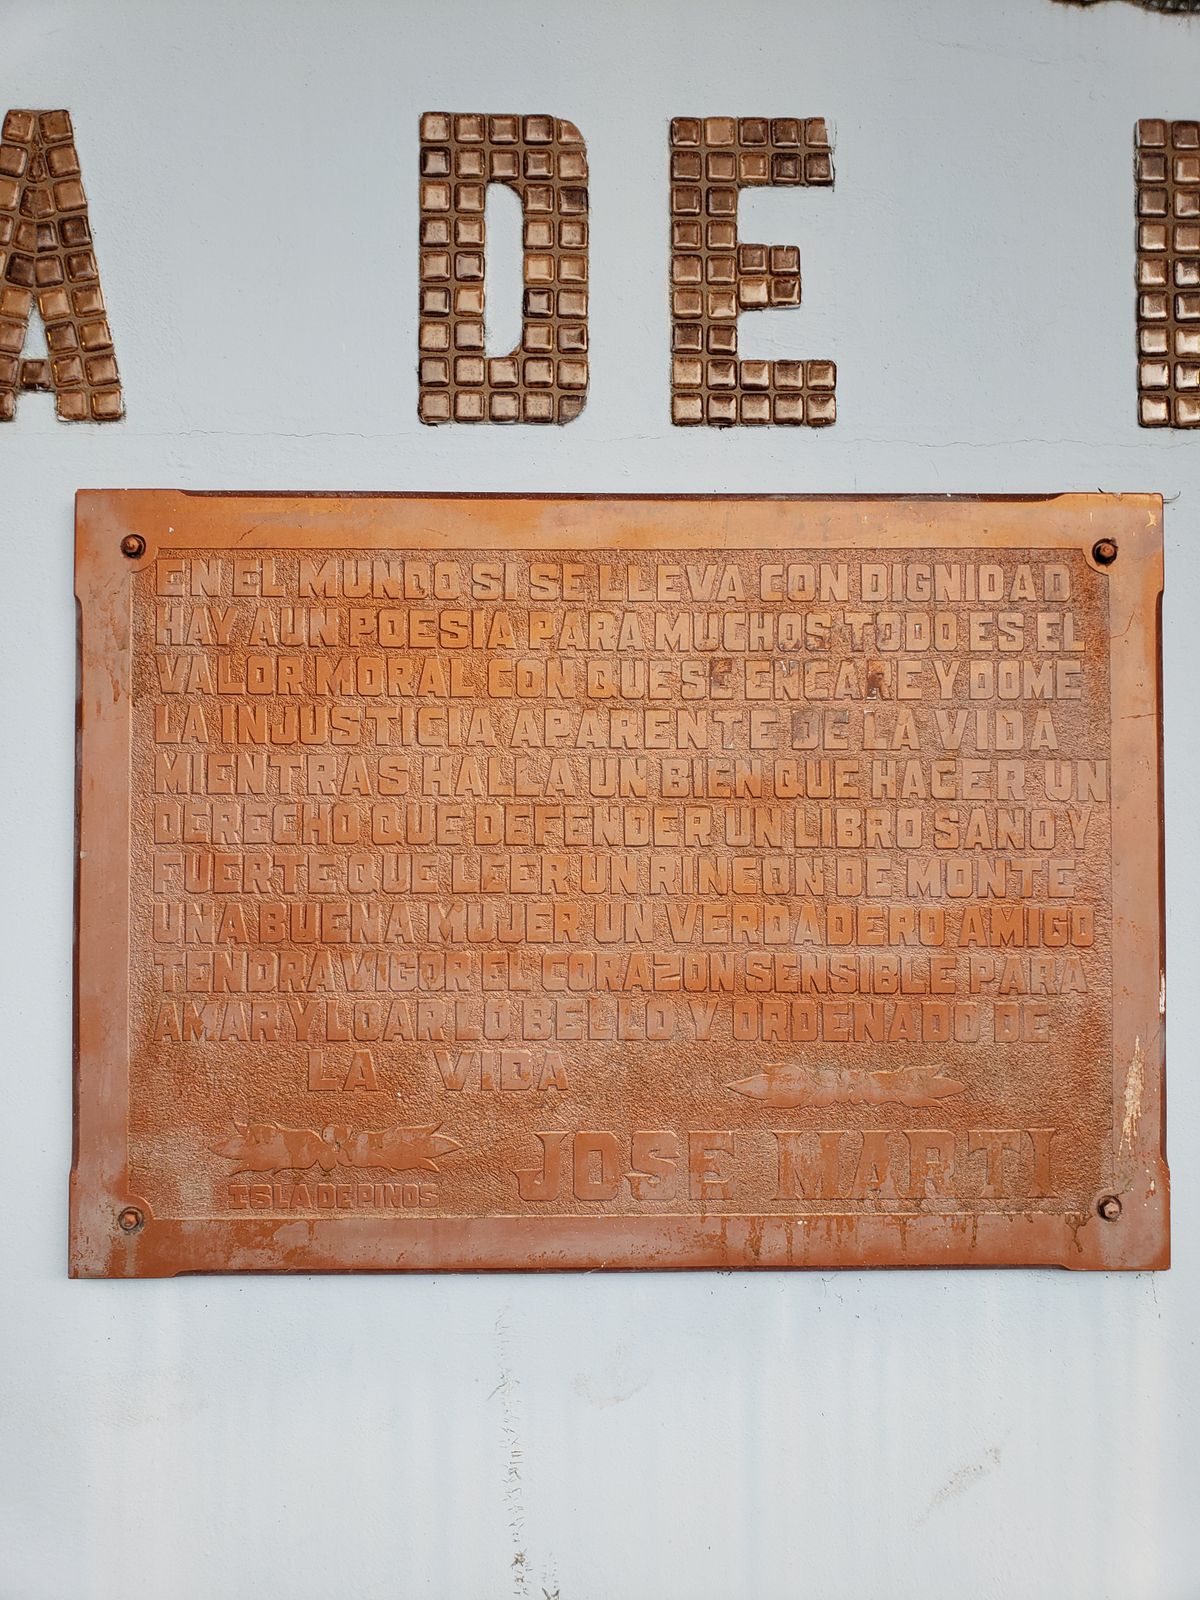 A DE
EN EL MUNDO SI SE LLEVA CON DIGNIDAD
HAY AUN POESIA PARA MUCHOS TODO ES EL
VALOR MORAL CON QUE SE ENCARE Y DOME
LA INJUSTICIA APARENTE DE LA VIDA
MIENTRAS HALLA UN BIEN QUE HACER UN
DERECHO QUE DEFENDER UN LIBRO SANO Y
FUERTE QUE LEER UN RINCON DE MONTE
UNA BUENA MUJER UN VERDADERO AMIGO
TENDRA VIGOR EL CORAZON SENSIBLE PARA
AMAR Y LOAR LO BELLO Y ORDENADO DE
LA VIDA
JOSE MARTI
ISLA DE PINOS